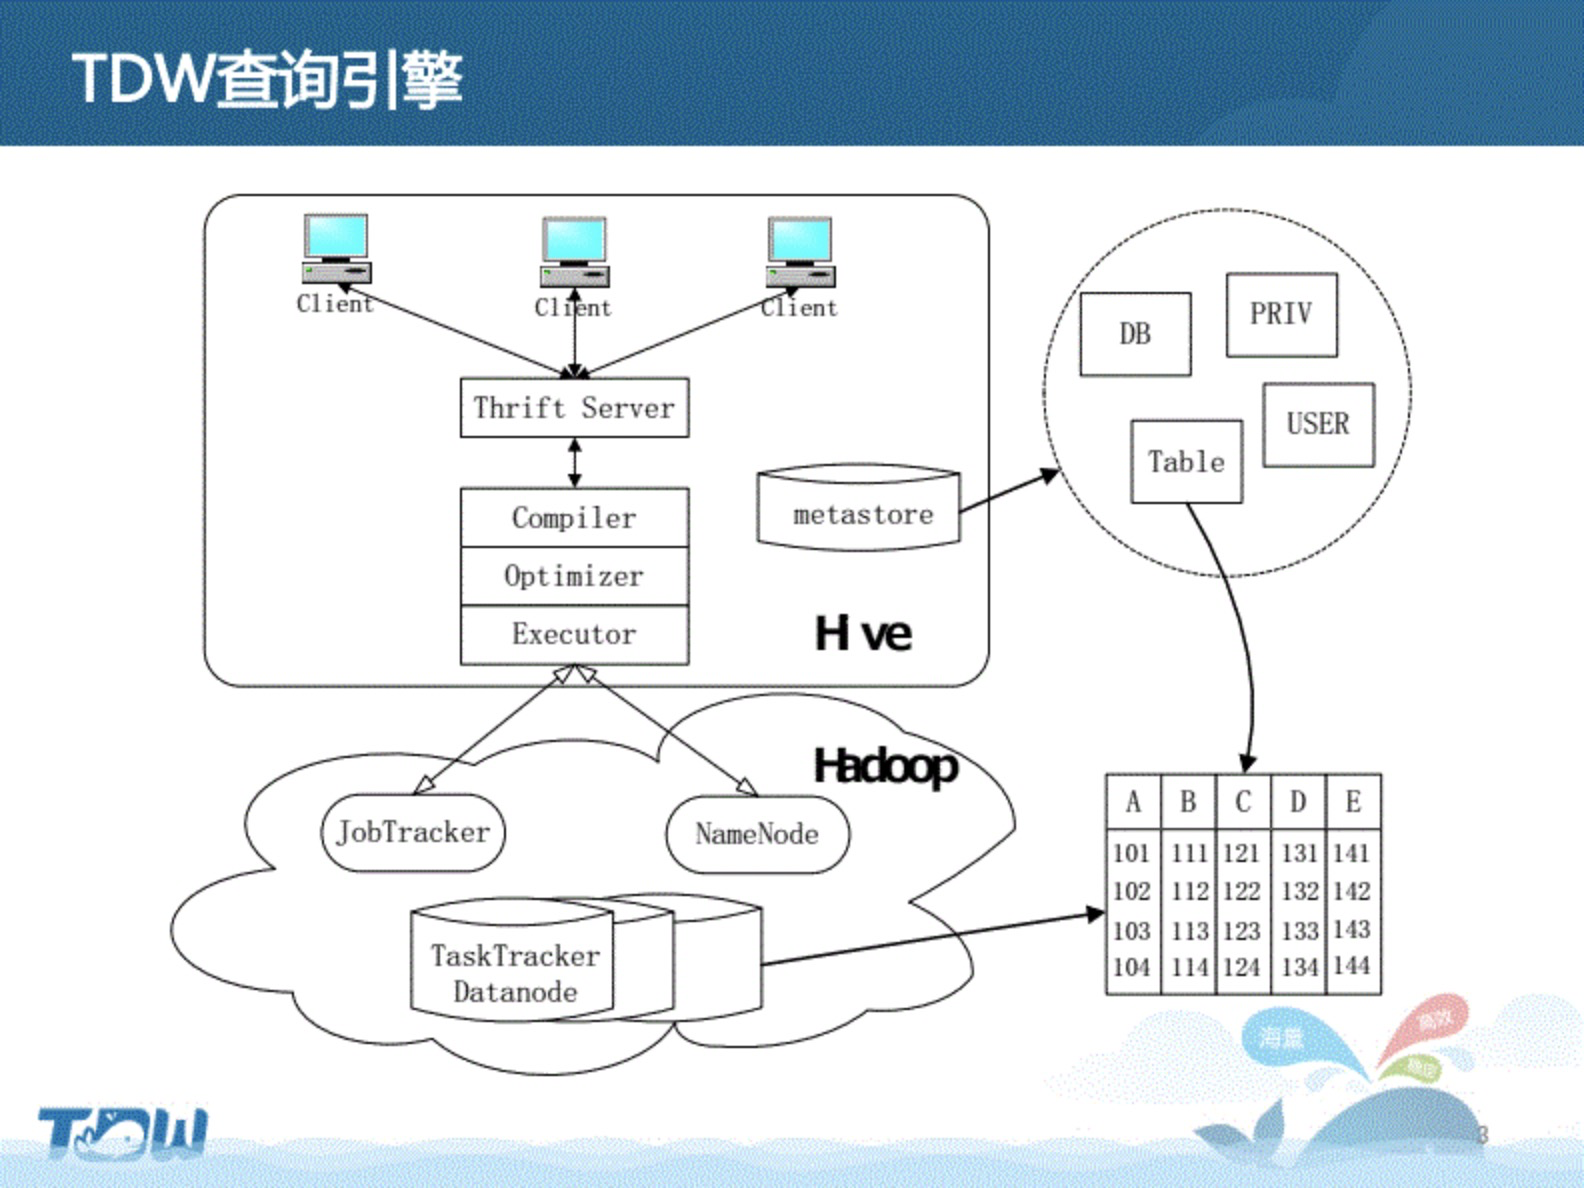 TDW查询引擎
Client
Client
Client
Thrift Server
Compiler
Optimizer
Executor
metastore
H ve
DB
PRIV
USER
Table
Hadoop
JobTracker
NameNode
TaskTracker
Datanode
A B C D E
101 111 121 131 141
102 112 122 132 142
103 113 123 133 143
104 114 124 134 144
海量
高效
TDW
3